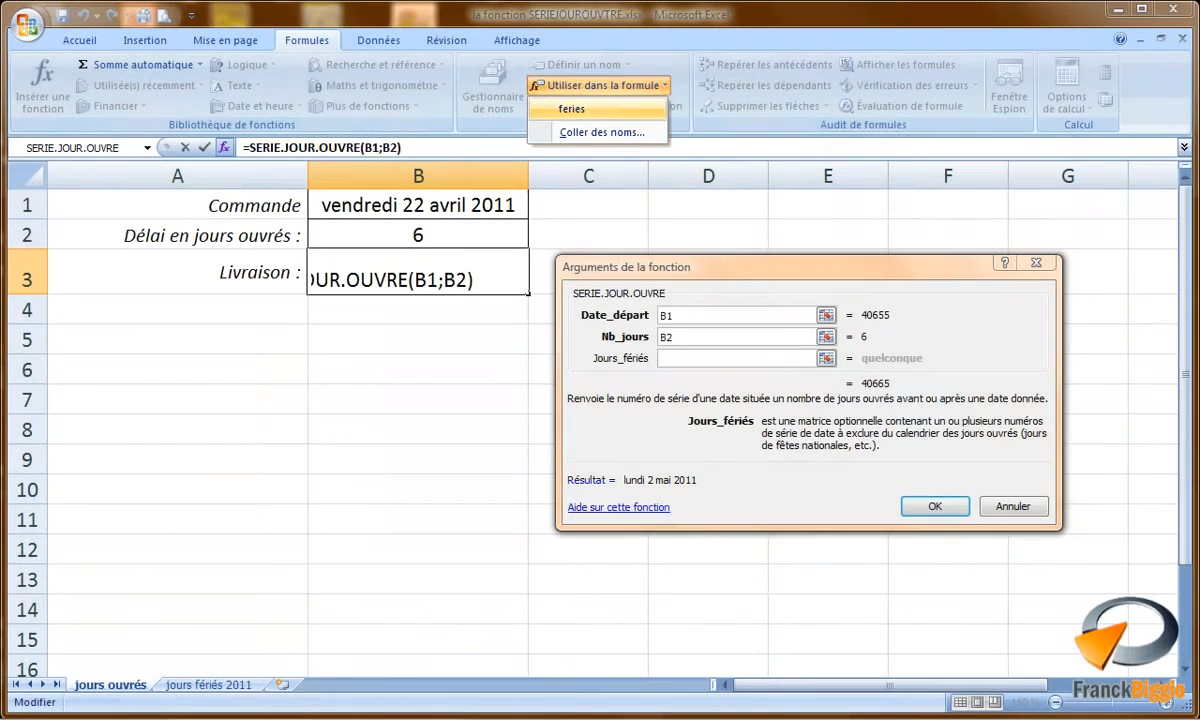 la fonction SERIEJOUROUVTRE.xlsx - Microsoft Excel
Accueil Insertion Mise en page Formules Données Révision Affichage
Σ Somme automatique Logique Recherche et référence Définir un nom Repérer les antécédents Afficher les formules
Insérer une fonction Utilisée(s) récemment Texte Maths et trigonométrie Gestionnaire de noms Utiliser dans la formule Repérer les dépendants Vérification des erreurs Fenêtre Espion Options de calcul
Financier Date et heure Plus de fonctions feries Supprimer les flèches Évaluation de formule
Bibliothèque de fonctions Coller des noms... Audit de formules Calcul
SERIE.JOUR.OUVRE fx =SERIE.JOUR.OUVRE(B1;B2)
A B C D E F G
1 Commande vendredi 22 avril 2011
2 Délai en jours ouvrés : 6
3 Livraison : OUR.OUVRE(B1;B2)
4
5
6
7
8
9
10
11
12
13
14
15
16
Arguments de la fonction
SERIE.JOUR.OUVRE
Date_départ B1 = 40655
Nb_jours B2 = 6
Jours_fériés = quelconque
= 40665
Renvoie le numéro de série d'une date située un nombre de jours ouvrés avant ou après une date donnée.
Jours_fériés est une matrice optionnelle contenant un ou plusieurs numéros
de série de date à exclure du calendrier des jours ouvrés (jours
de fêtes nationales, etc.).
Résultat = lundi 2 mai 2011
Aide sur cette fonction OK Annuler
FranckBigglo
jours ouvrés jours fériés 2011
Modifier 160 %